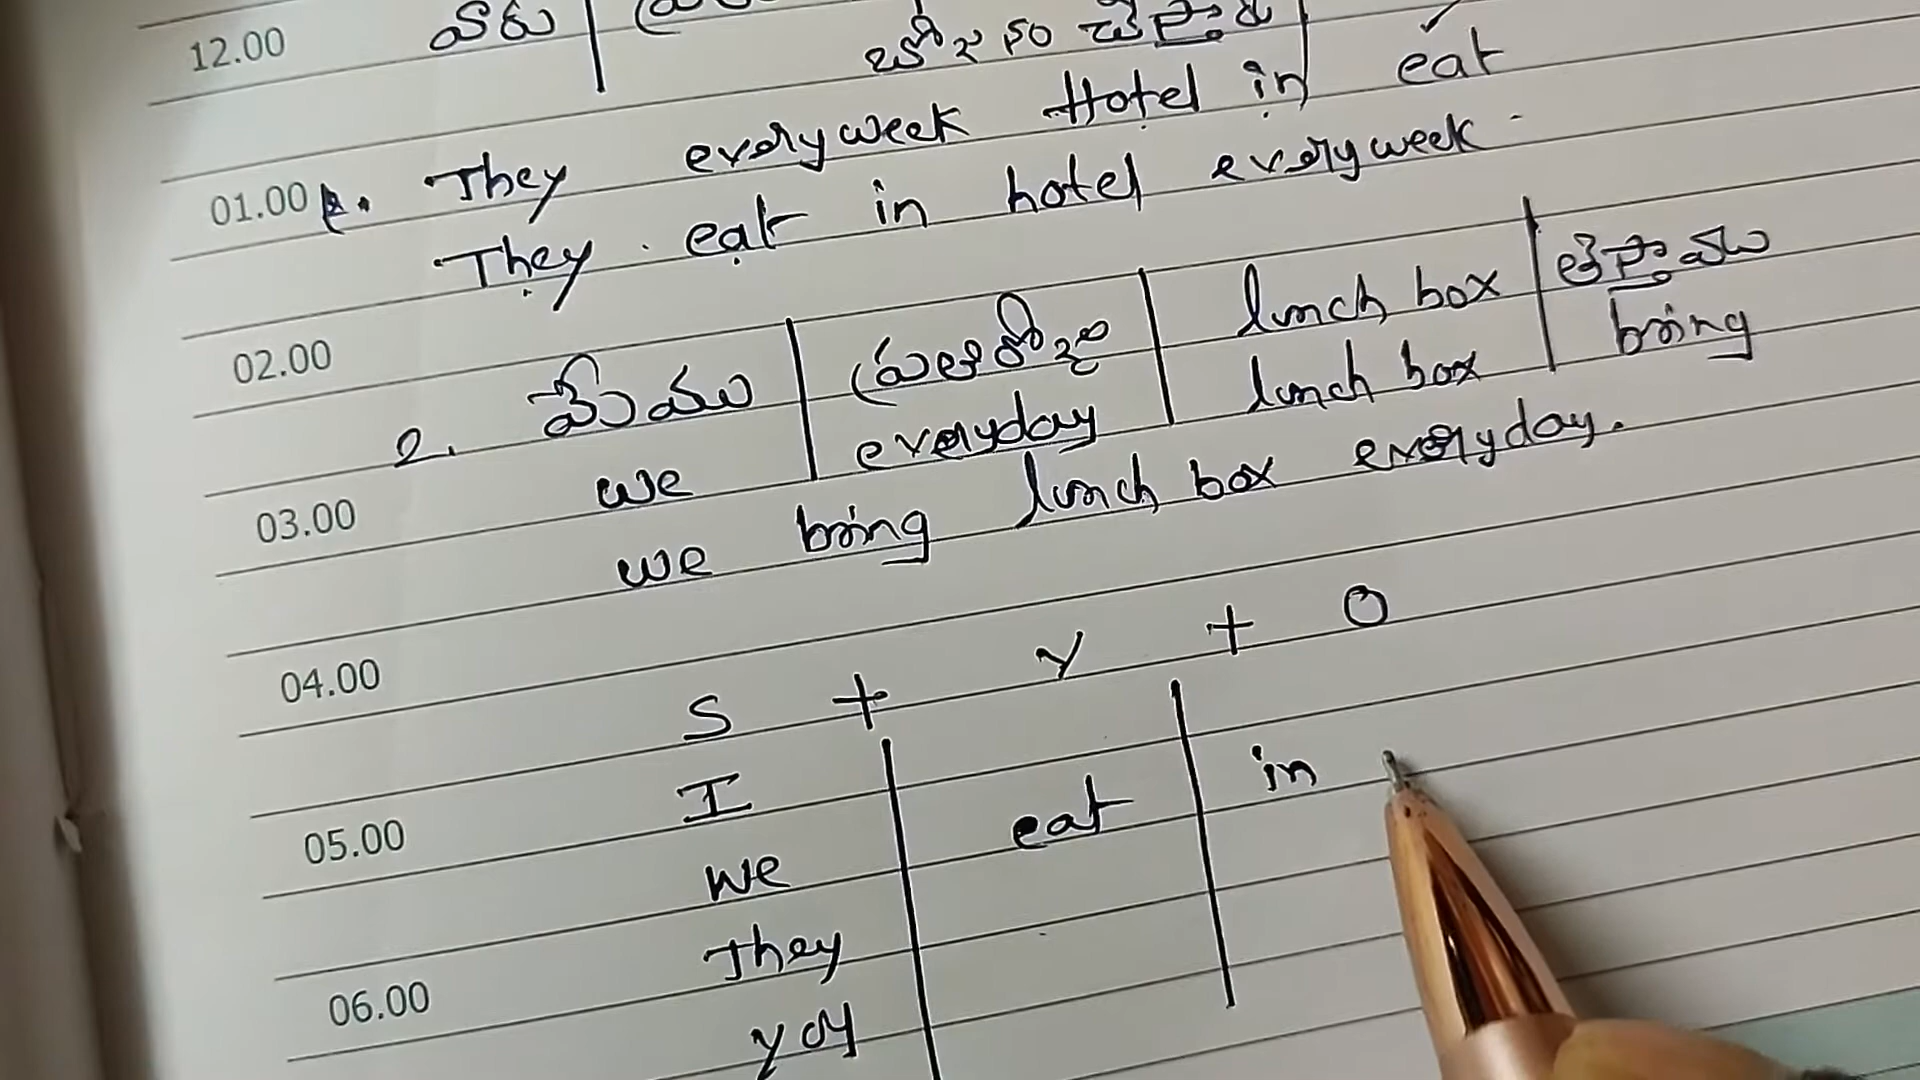 12.00 వారు
భోజనం చేస్తారు
They everyweek Hotel in eat
01.00 1. They eat in hotel everyweek.
2. మేము | ప్రతిరోజు | lunch box | తెస్తాము
02.00
we everyday lunch box bring
03.00 we bring lunch box everyday.
04.00 S + V + O
I eat in
05.00 we
They
06.00 you